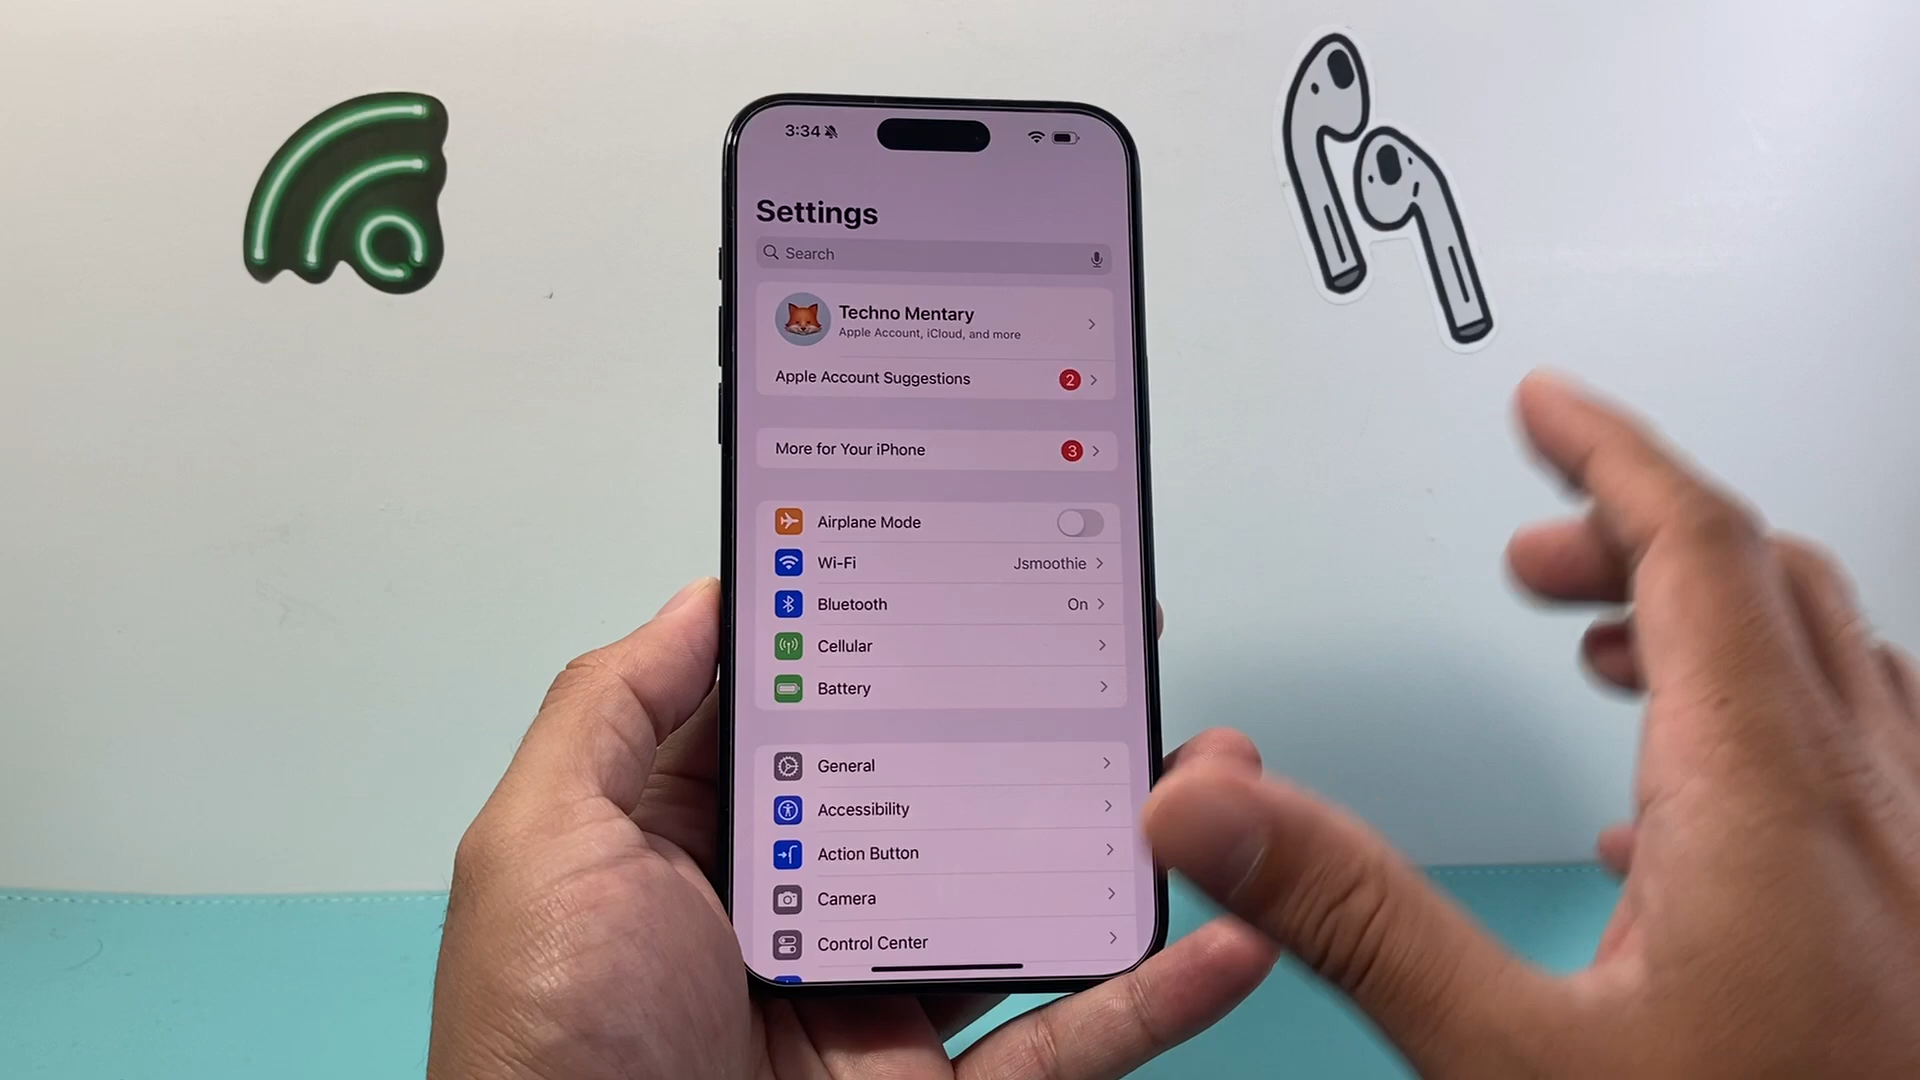 3:34
Settings
Search
Techno Mentary
Apple Account, iCloud, and more
Apple Account Suggestions 2
More for Your iPhone 3
Airplane Mode
Wi-Fi Jsmoothie
Bluetooth On
Cellular
Battery
General
Accessibility
Action Button
Camera
Control Center